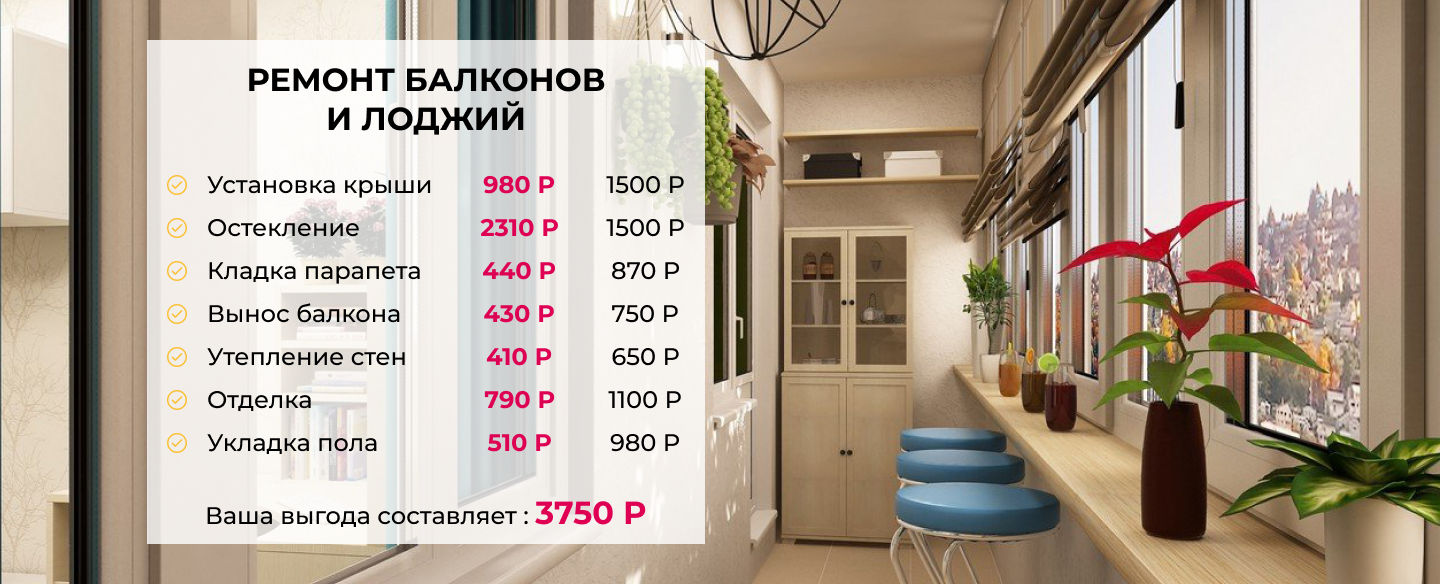 РЕМОНТ БАЛКОНОВ
И ЛОДЖИЙ
Установка крыши 980 Р 1500 Р
Остекление 2310 Р 1500 Р
Кладка парапета 440 Р 870 Р
Вынос балкона 430 Р 750 Р
Утепление стен 410 Р 650 Р
Отделка 790 Р 1100 Р
Укладка пола 510 Р 980 Р
Ваша выгода составляет : 3750 Р